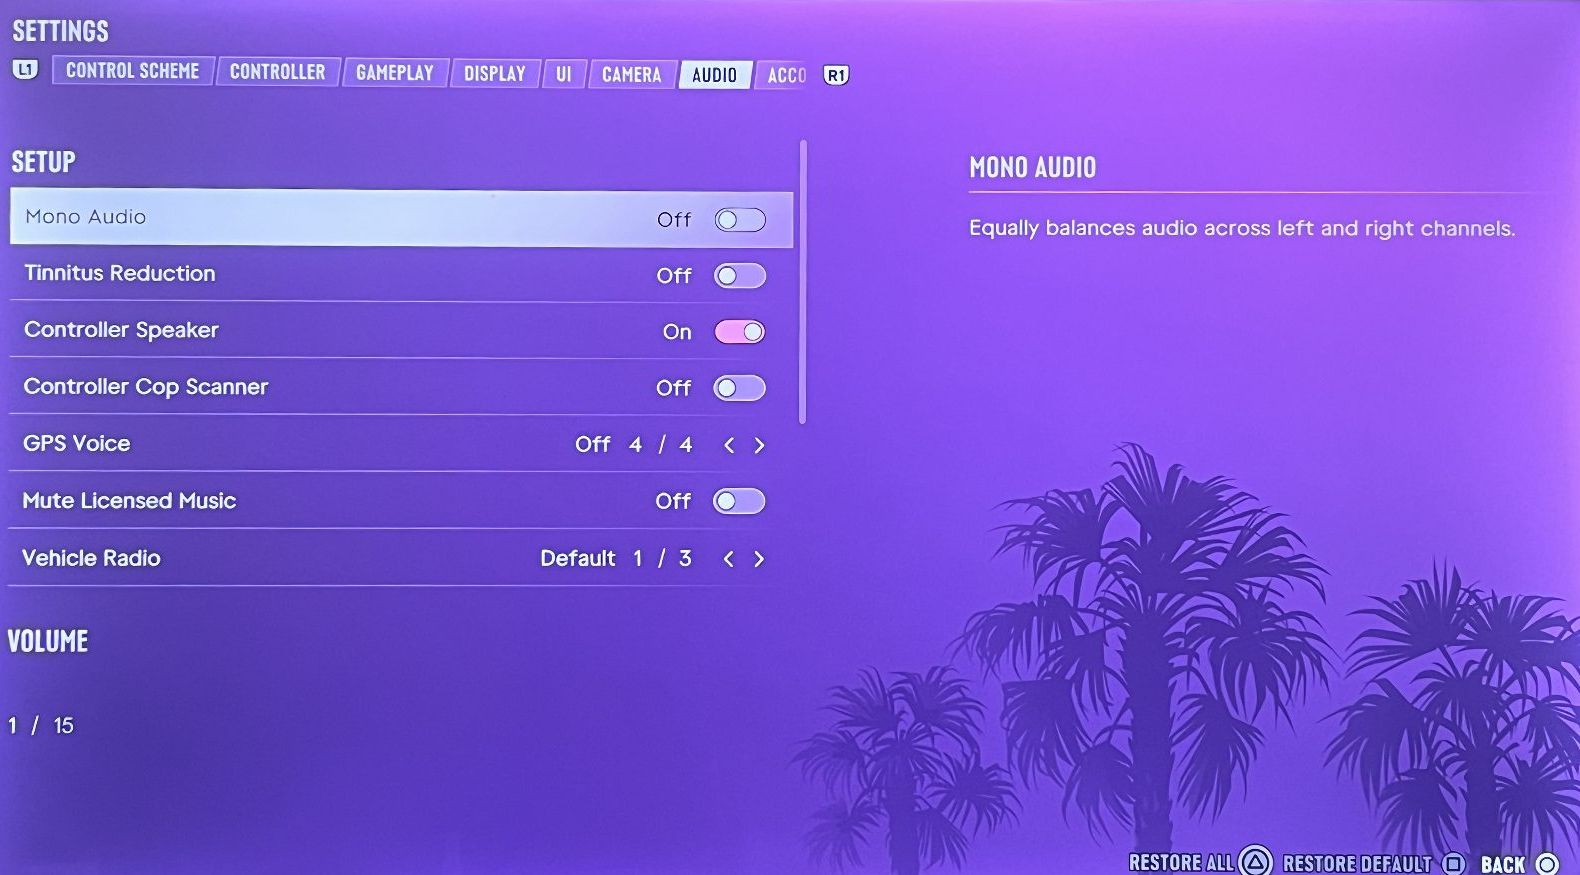 SETTINGS
L1 CONTROL SCHEME CONTROLLER GAMEPLAY DISPLAY UI CAMERA AUDIO ACCO R1
SETUP
Mono Audio Off
Tinnitus Reduction Off
Controller Speaker On
Controller Cop Scanner Off
GPS Voice Off 4 / 4 < >
Mute Licensed Music Off
Vehicle Radio Default 1 / 3 < >
VOLUME
1 / 15
MONO AUDIO
Equally balances audio across left and right channels.
RESTORE ALL RESTORE DEFAULT BACK